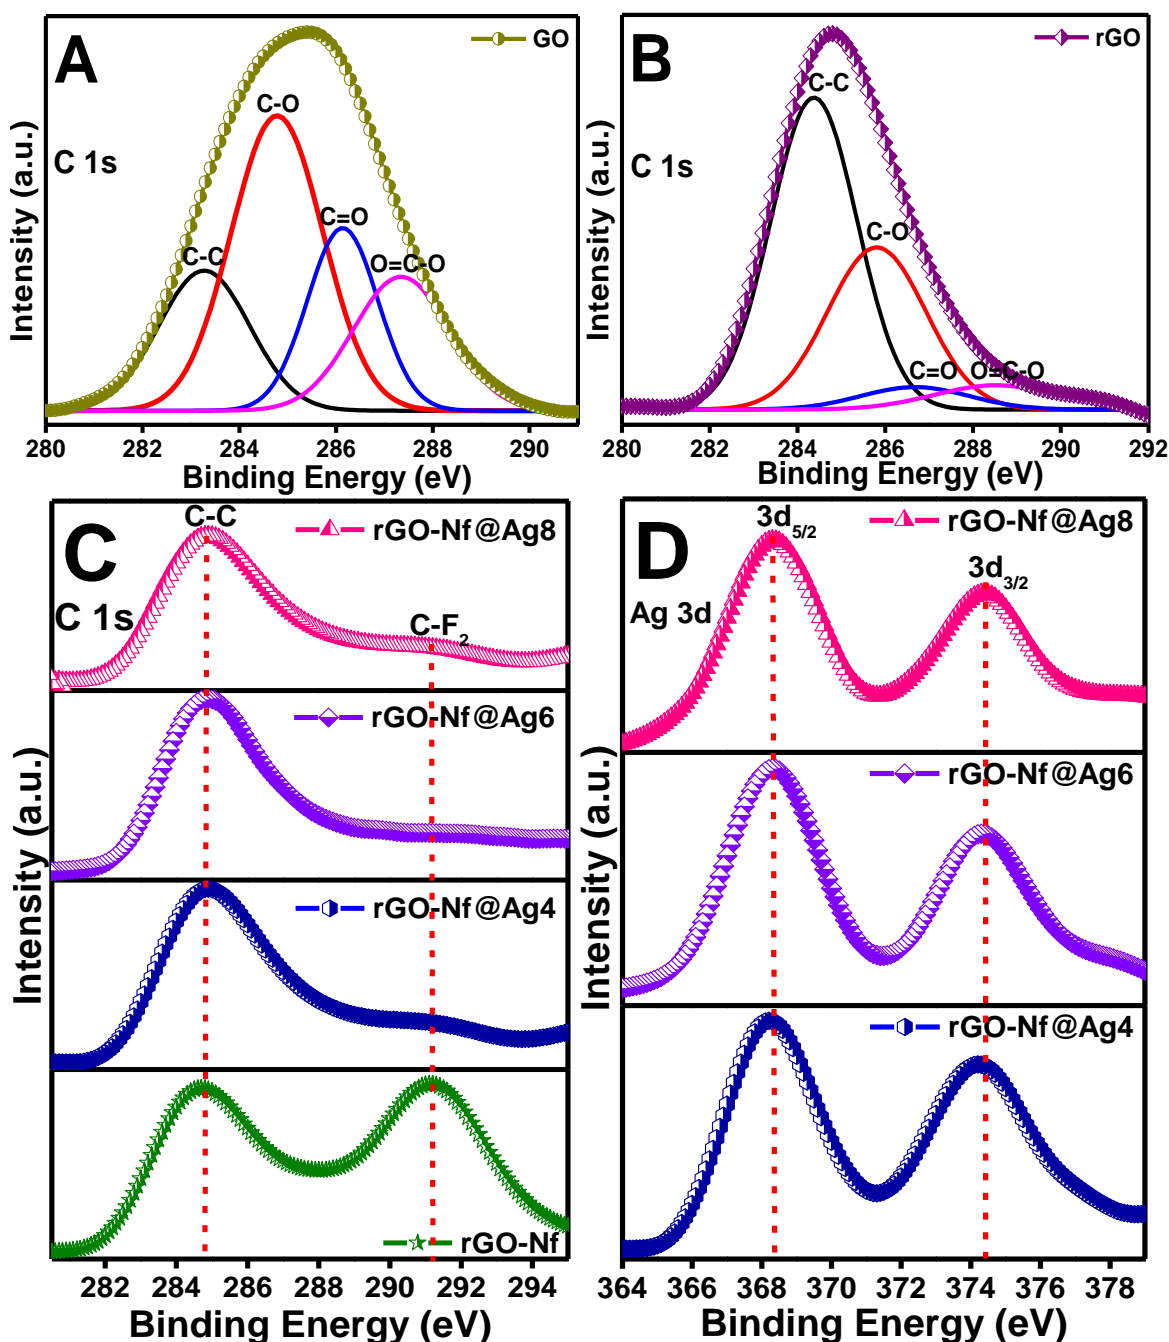 A
GO
C-O
C 1s
C=O
C-C
O=C-O
Intensity (a.u.)
280 282 284 286 288 290
Binding Energy (eV)
B
rGO
C-C
C 1s
C-O
C=O O=C-O
Intensity (a.u.)
280 282 284 286 288 290 292
Binding Energy (eV)
C
C-C
rGO-Nf@Ag8
C 1s
C-F2
rGO-Nf@Ag6
rGO-Nf@Ag4
rGO-Nf
Intensity (a.u.)
282 284 286 288 290 292 294
Binding Energy (eV)
D
3d5/2
rGO-Nf@Ag8
3d3/2
Ag 3d
rGO-Nf@Ag6
rGO-Nf@Ag4
Intensity (a.u.)
364 366 368 370 372 374 376 378
Binding Energy (eV)